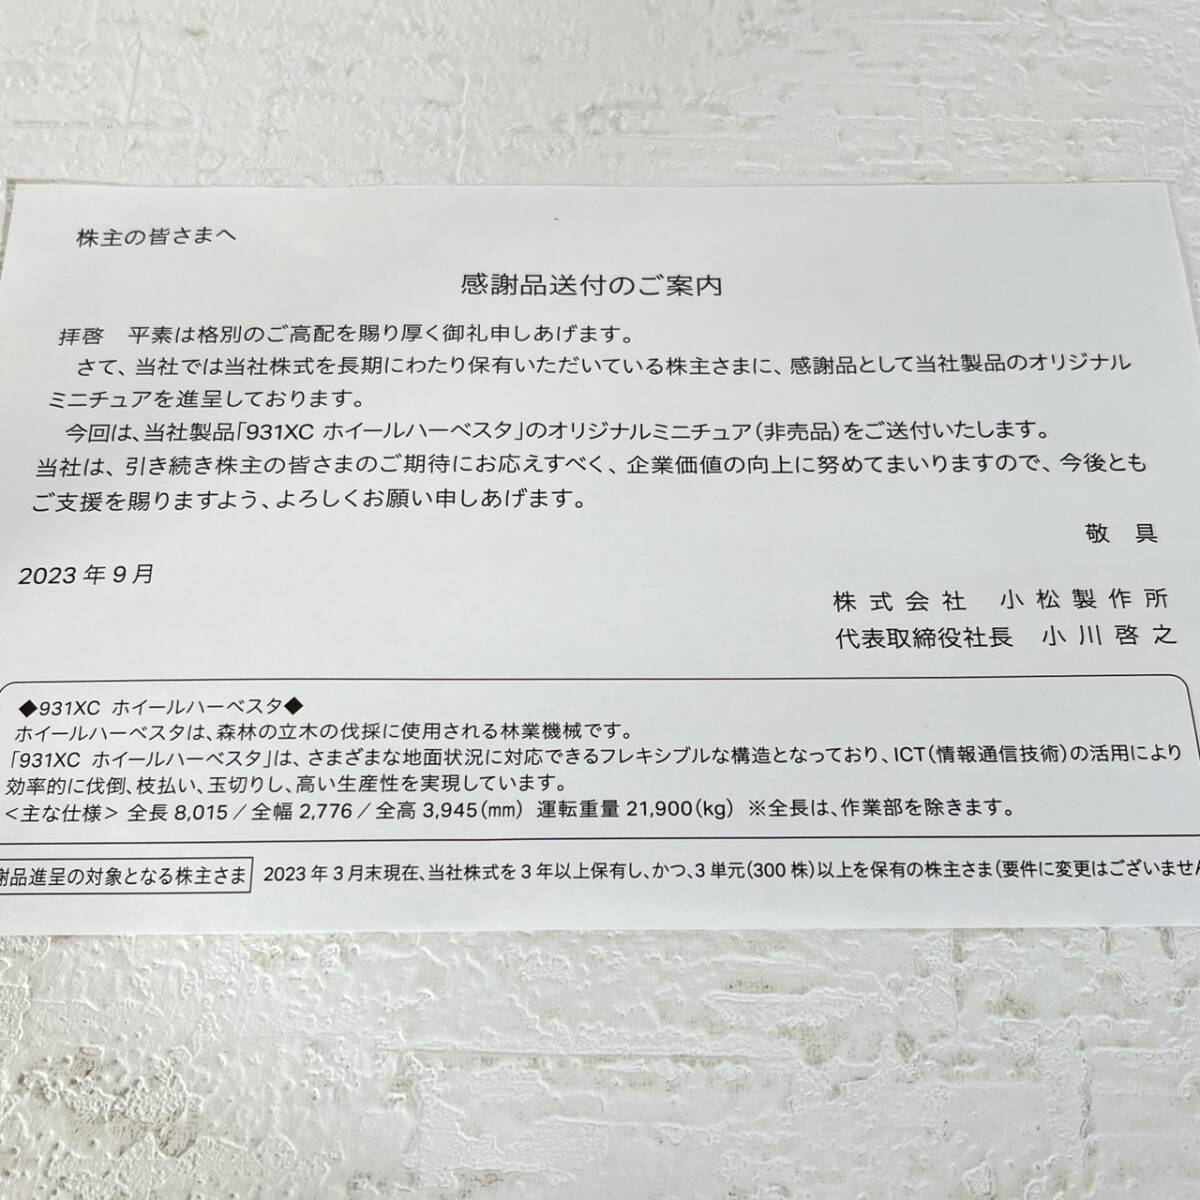 株主の皆さまへ
感謝品送付のご案内
拝啓　平素は格別のご高配を賜り厚く御礼申しあげます。
さて、当社では当社株式を長期にわたり保有いただいている株主さまに、感謝品として当社製品のオリジナル
ミニチュアを進呈しております。
今回は、当社製品「931XC ホイールハーベスタ」のオリジナルミニチュア（非売品）をご送付いたします。
当社は、引き続き株主の皆さまのご期待にお応えすべく、企業価値の向上に努めてまいりますので、今後とも
ご支援を賜りますよう、よろしくお願い申しあげます。
敬　具
2023年9月
株式会社　小松製作所
代表取締役社長　小川啓之
◆931XC ホイールハーベスタ◆
ホイールハーベスタは、森林の立木の伐採に使用される林業機械です。
「931XC ホイールハーベスタ」は、さまざまな地面状況に対応できるフレキシブルな構造となっており、ICT（情報通信技術）の活用により
効率的に伐倒、枝払い、玉切りし、高い生産性を実現しています。
＜主な仕様＞ 全長 8,015／全幅 2,776／全高 3,945（mm） 運転重量 21,900（kg） ※全長は、作業部を除きます。
謝品進呈の対象となる株主さま 2023年3月末現在、当社株式を3年以上保有し、かつ、3単元（300株）以上を保有の株主さま（要件に変更はございません